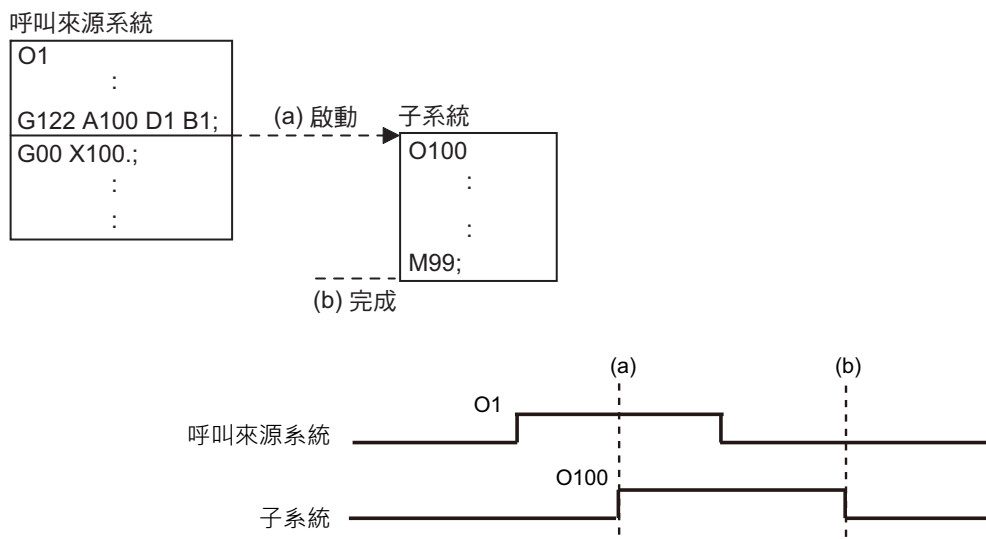 呼叫來源系統
O1
:
G122 A100 D1 B1;
G00 X100.;
:
:
(a) 啟動
子系統
O100
:
:
M99;
(b) 完成
(a)
(b)
O1
呼叫來源系統
O100
子系統